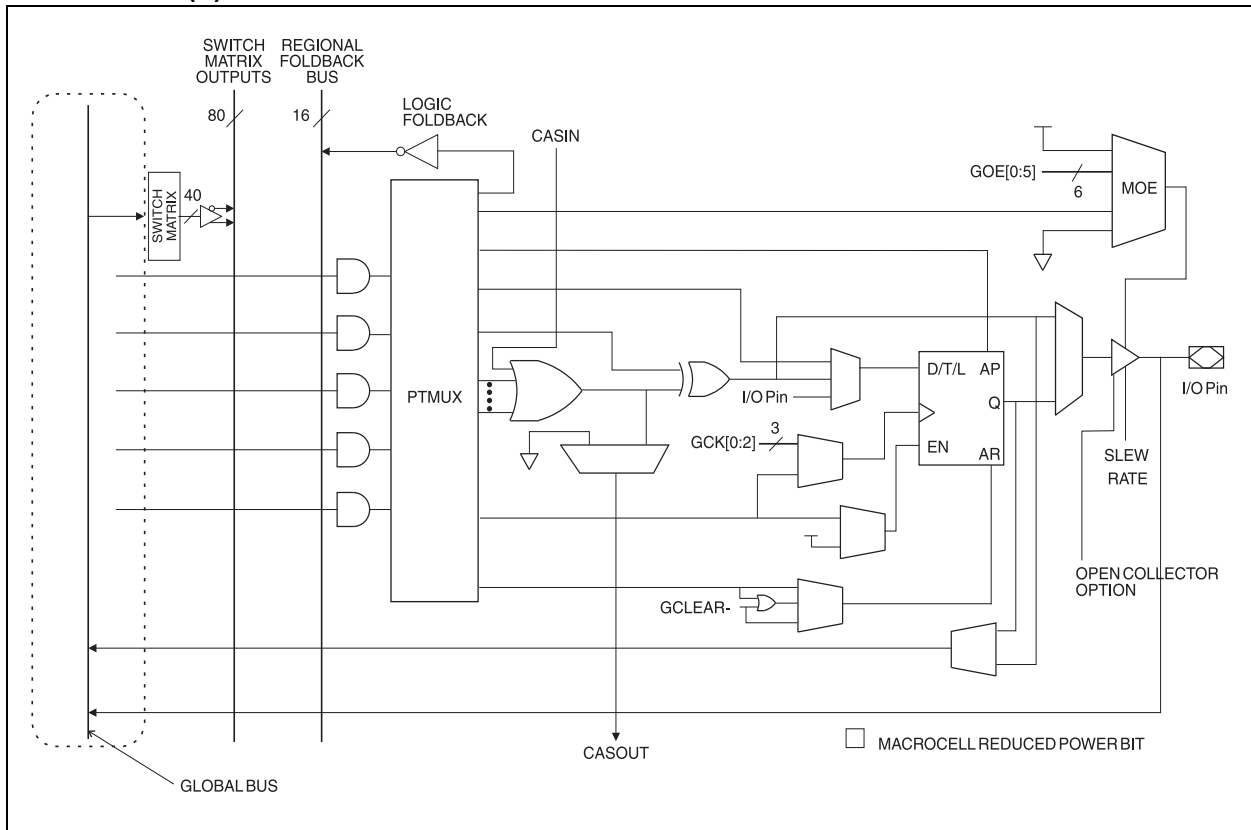 (
)
SWITCH
MATRIX
OUTPUTS
REGIONAL
FOLDBACK
BUS
80
16
LOGIC
FOLDBACK
CASIN
SWITCH
MATRIX
40
GOE[0:5]
6
MOE
PTMUX
D/T/L
AP
Q
EN
AR
I/O Pin
I/O Pin
GCK[0:2]
3
SLEW
RATE
OPEN COLLECTOR
OPTION
GCLEAR-
CASOUT
MACROCELL REDUCED POWER BIT
GLOBAL BUS